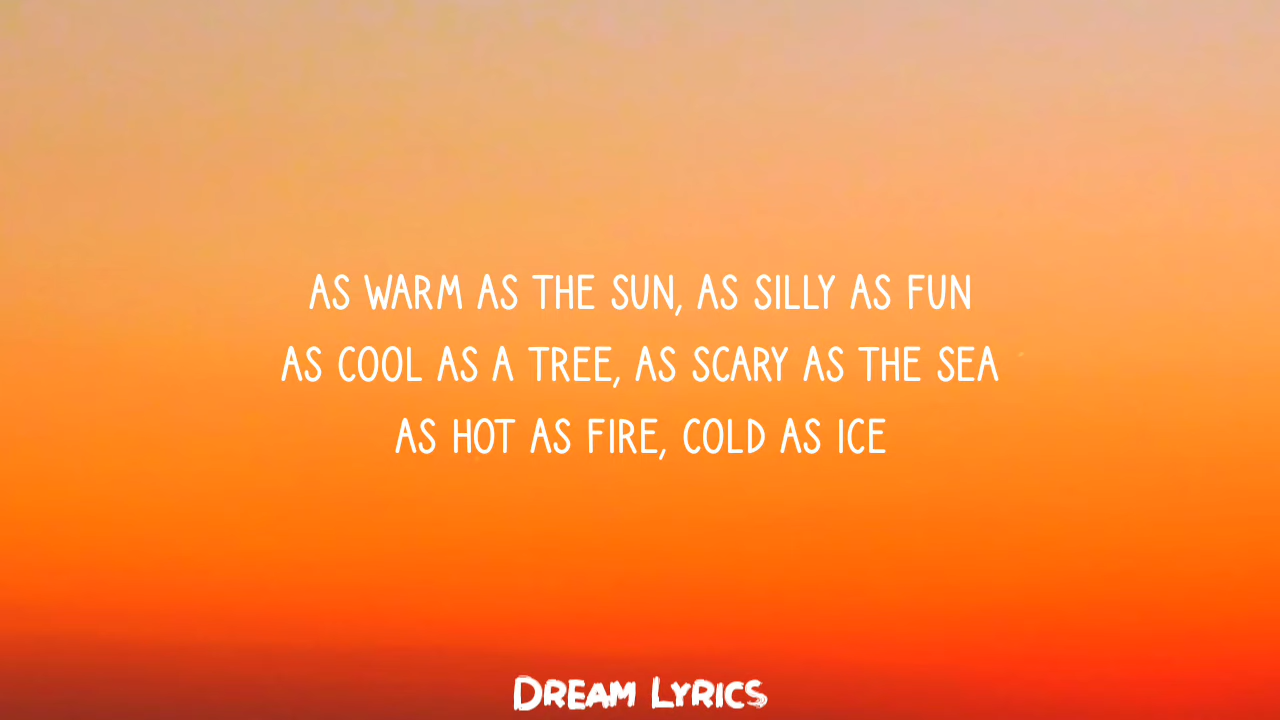 AS WARM AS THE SUN, AS SILLY AS FUN
AS COOL AS A TREE, AS SCARY AS THE SEA
AS HOT AS FIRE, COLD AS ICE
DREAM LYRICS